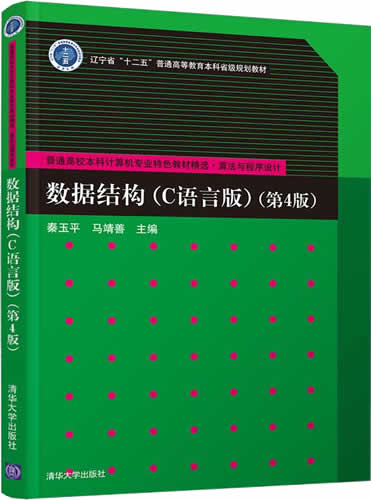 十二五
辽宁省“十二五”普通高等教育本科省级规划教材
普通高校本科计算机专业特色教材精选·算法与程序设计
数据结构（C语言版）（第4版）
秦玉平 马靖善 主编
清华大学出版社
数据结构（C语言版）（第4版）
清华大学出版社